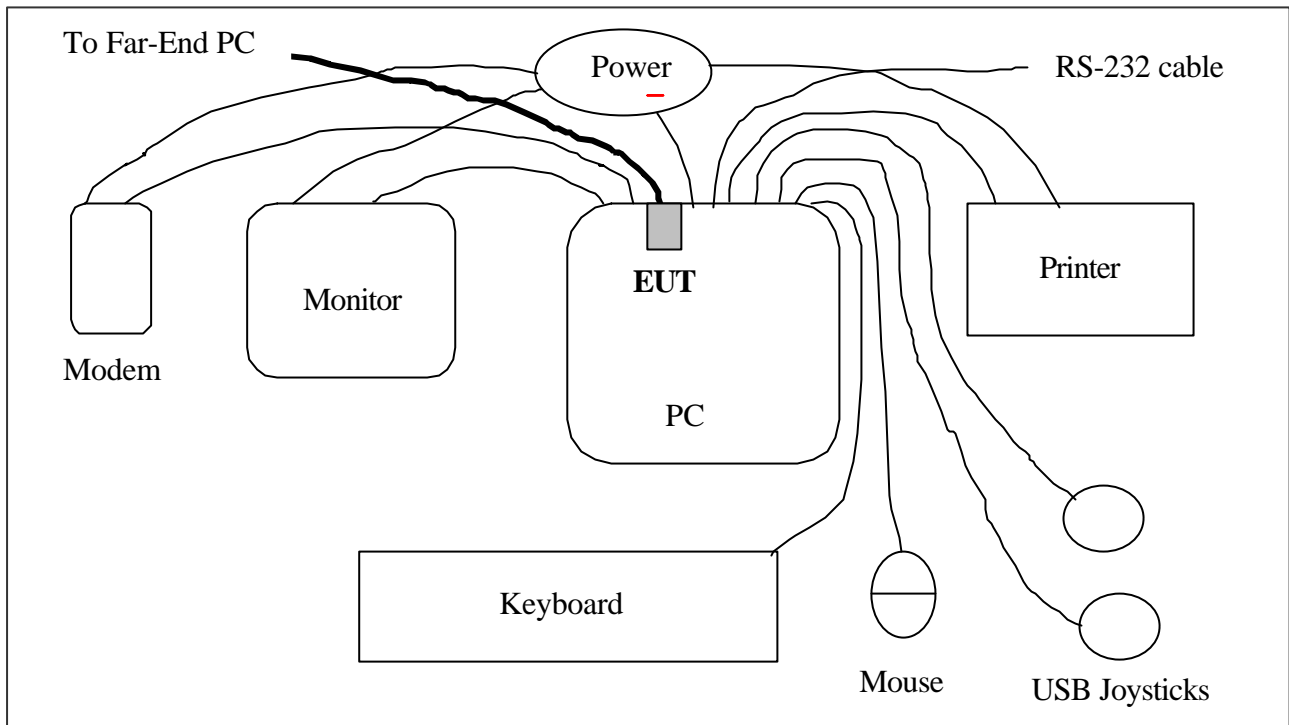 To Far-End PC
Power
RS-232 cable
EUT
Printer
Monitor
Modem
PC
Keyboard
Mouse
USB Joysticks